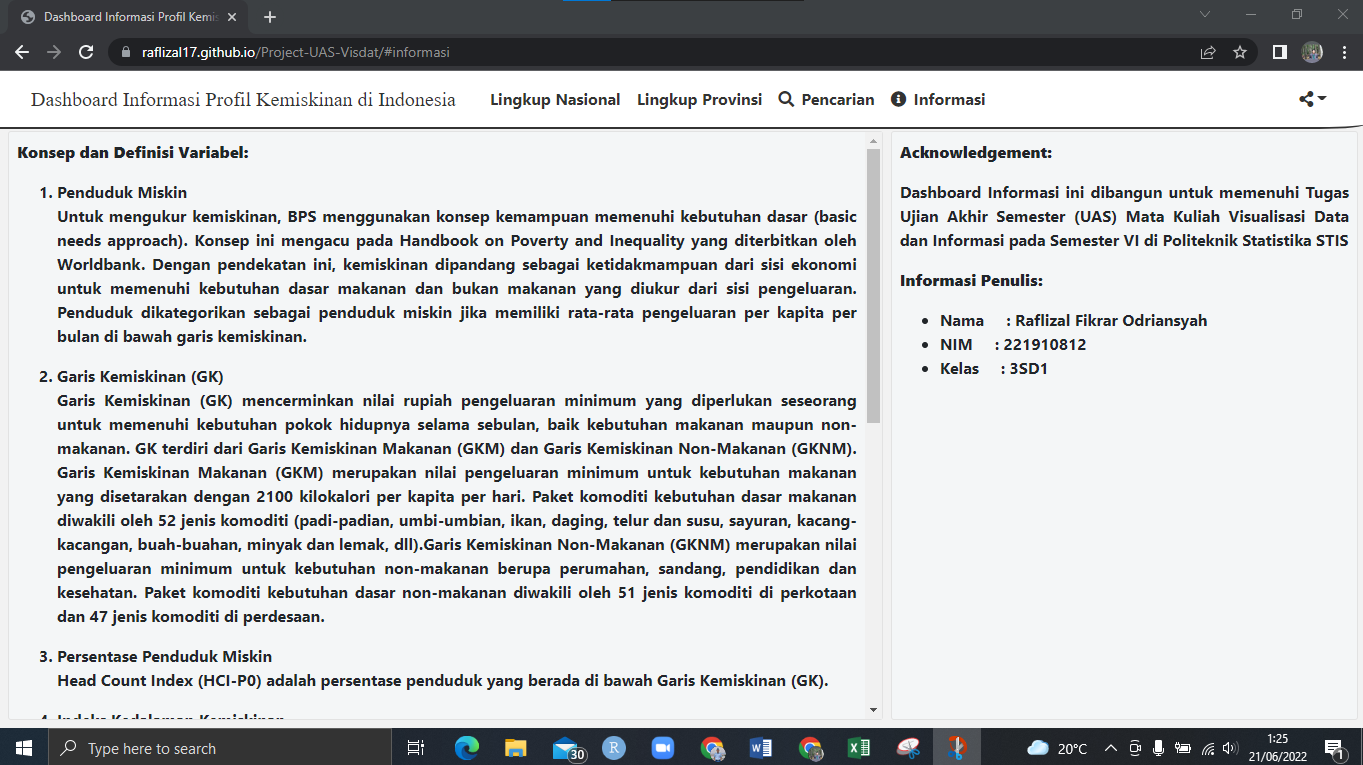 Dashboard Informasi Profil Kemis
raflizal17.github.io/Project-UAS-Visdat/#informasi
Dashboard Informasi Profil Kemiskinan di Indonesia
Lingkup Nasional
Lingkup Provinsi
Pencarian
Informasi
Konsep dan Definisi Variabel:
1. Penduduk Miskin
Untuk mengukur kemiskinan, BPS menggunakan konsep kemampuan memenuhi kebutuhan dasar (basic
needs approach). Konsep ini mengacu pada Handbook on Poverty and Inequality yang diterbitkan oleh
Worldbank. Dengan pendekatan ini, kemiskinan dipandang sebagai ketidakmampuan dari sisi ekonomi
untuk memenuhi kebutuhan dasar makanan dan bukan makanan yang diukur dari sisi pengeluaran.
Penduduk dikategorikan sebagai penduduk miskin jika memiliki rata-rata pengeluaran per kapita per
bulan di bawah garis kemiskinan.
2. Garis Kemiskinan (GK)
Garis Kemiskinan (GK) mencerminkan nilai rupiah pengeluaran minimum yang diperlukan seseorang
untuk memenuhi kebutuhan pokok hidupnya selama sebulan, baik kebutuhan makanan maupun non-
makanan. GK terdiri dari Garis Kemiskinan Makanan (GKM) dan Garis Kemiskinan Non-Makanan (GKNM).
Garis Kemiskinan Makanan (GKM) merupakan nilai pengeluaran minimum untuk kebutuhan makanan
yang disetarakan dengan 2100 kilokalori per kapita per hari. Paket komoditi kebutuhan dasar makanan
diwakili oleh 52 jenis komoditi (padi-padian, umbi-umbian, ikan, daging, telur dan susu, sayuran, kacang-
kacangan, buah-buahan, minyak dan lemak, dll).Garis Kemiskinan Non-Makanan (GKNM) merupakan nilai
pengeluaran minimum untuk kebutuhan non-makanan berupa perumahan, sandang, pendidikan dan
kesehatan. Paket komoditi kebutuhan dasar non-makanan diwakili oleh 51 jenis komoditi di perkotaan
dan 47 jenis komoditi di perdesaan.
3. Persentase Penduduk Miskin
Head Count Index (HCI-P0) adalah persentase penduduk yang berada di bawah Garis Kemiskinan (GK).
4. Indeks Kedalaman Kemiskinan
Acknowledgement:
Dashboard Informasi ini dibangun untuk memenuhi Tugas
Ujian Akhir Semester (UAS) Mata Kuliah Visualisasi Data
dan Informasi pada Semester VI di Politeknik Statistika STIS
Informasi Penulis:
Nama : Raflizal Fikrar Odriansyah
NIM : 221910812
Kelas : 3SD1
Type here to search
30
R
20°C
1:25
21/06/2022
1